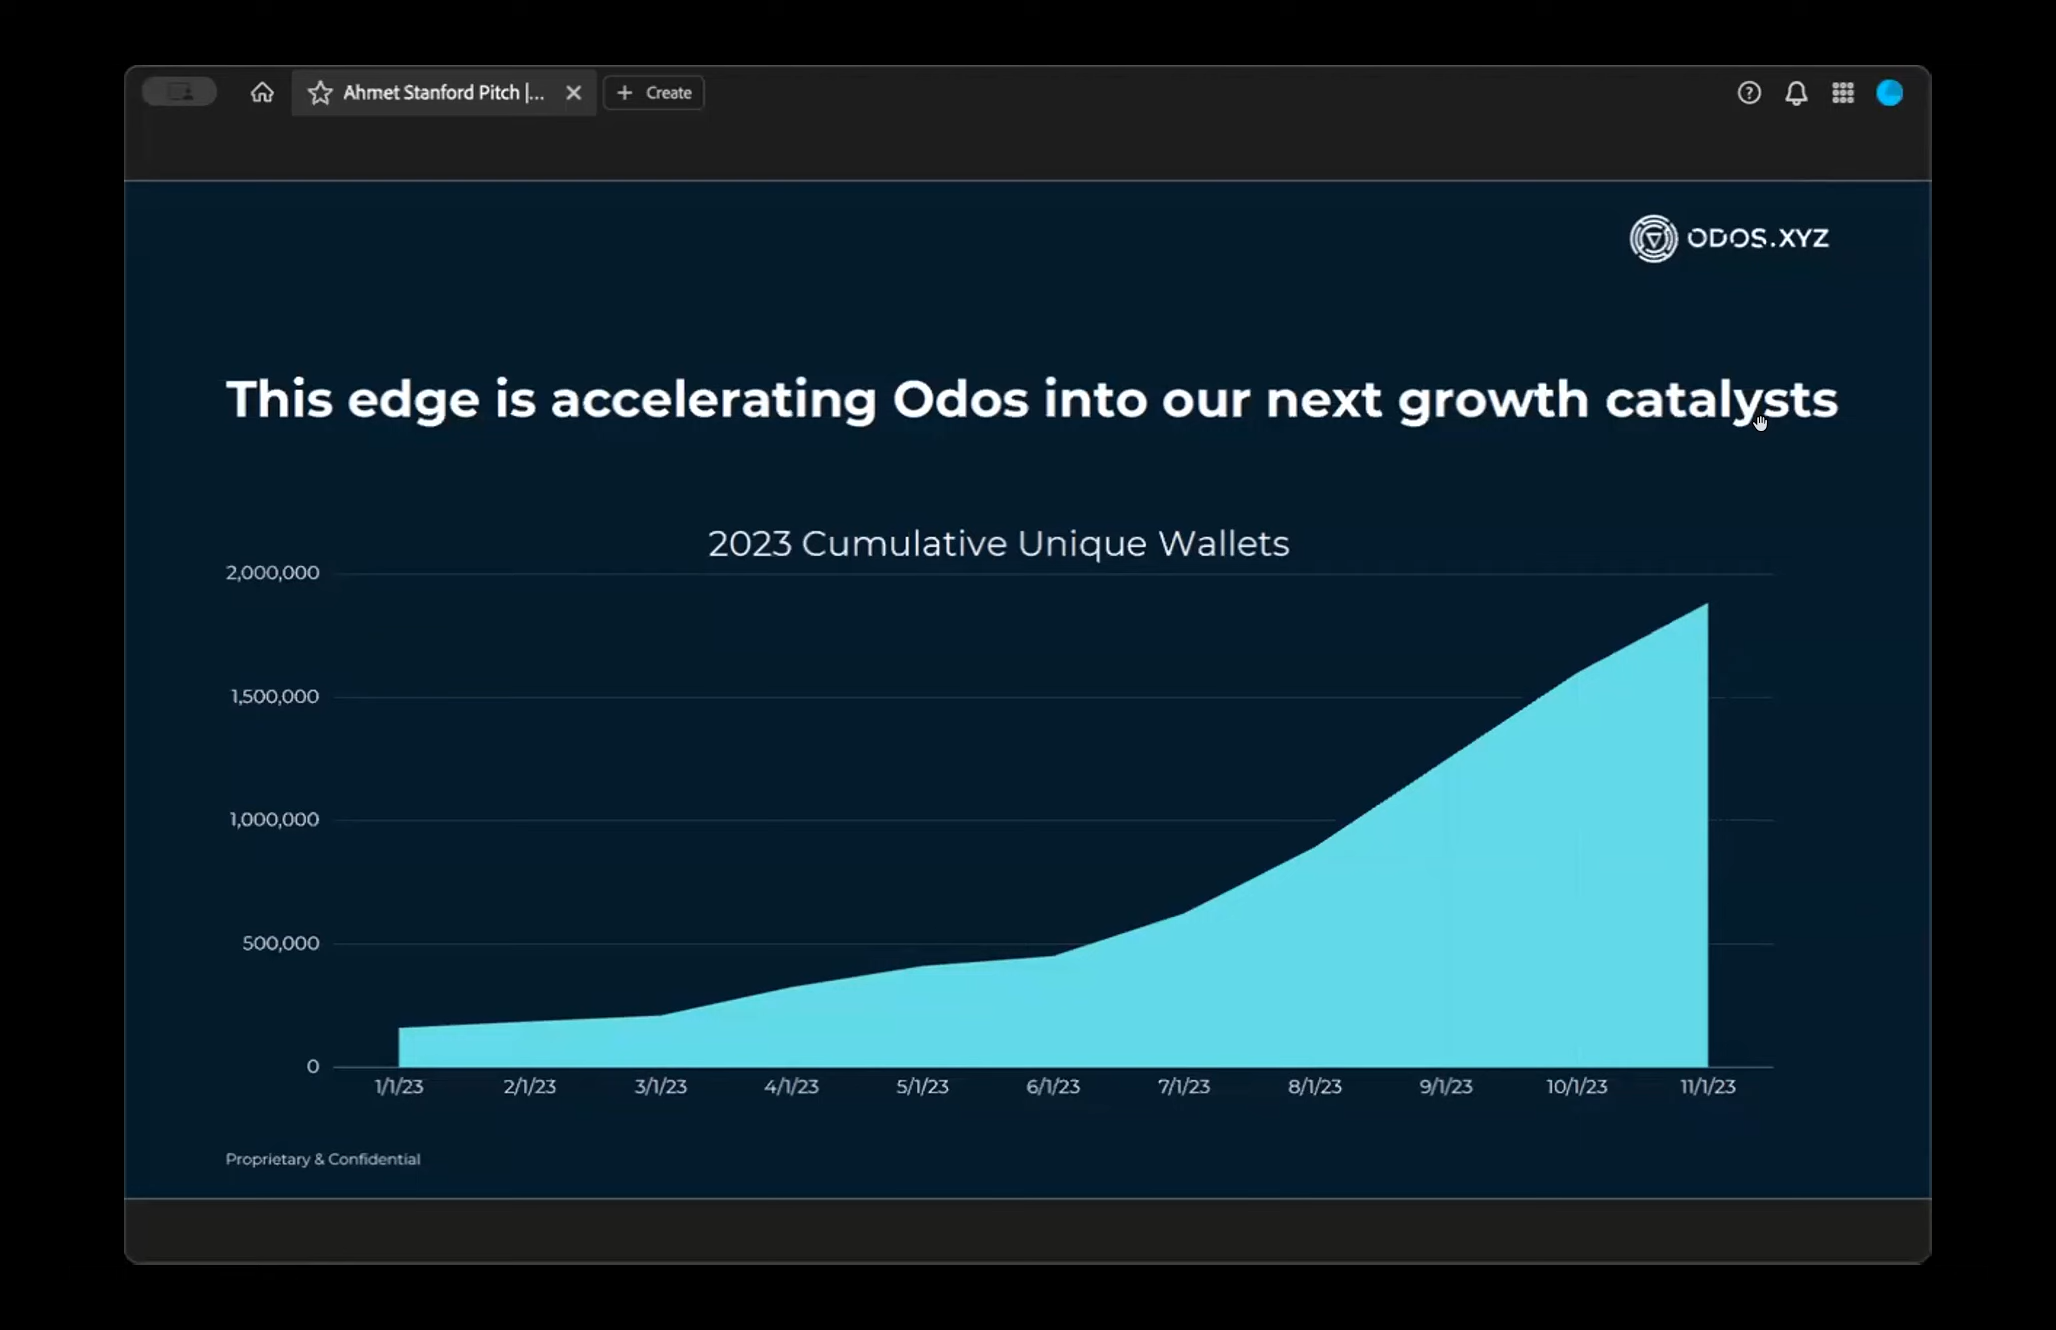 Ahmet Stanford Pitch |...
Create
ODOS.XYZ
This edge is accelerating Odos into our next growth catalysts
2023 Cumulative Unique Wallets
2,000,000
1,500,000
1,000,000
500,000
0
1/1/23 2/1/23 3/1/23 4/1/23 5/1/23 6/1/23 7/1/23 8/1/23 9/1/23 10/1/23 11/1/23
Proprietary & Confidential